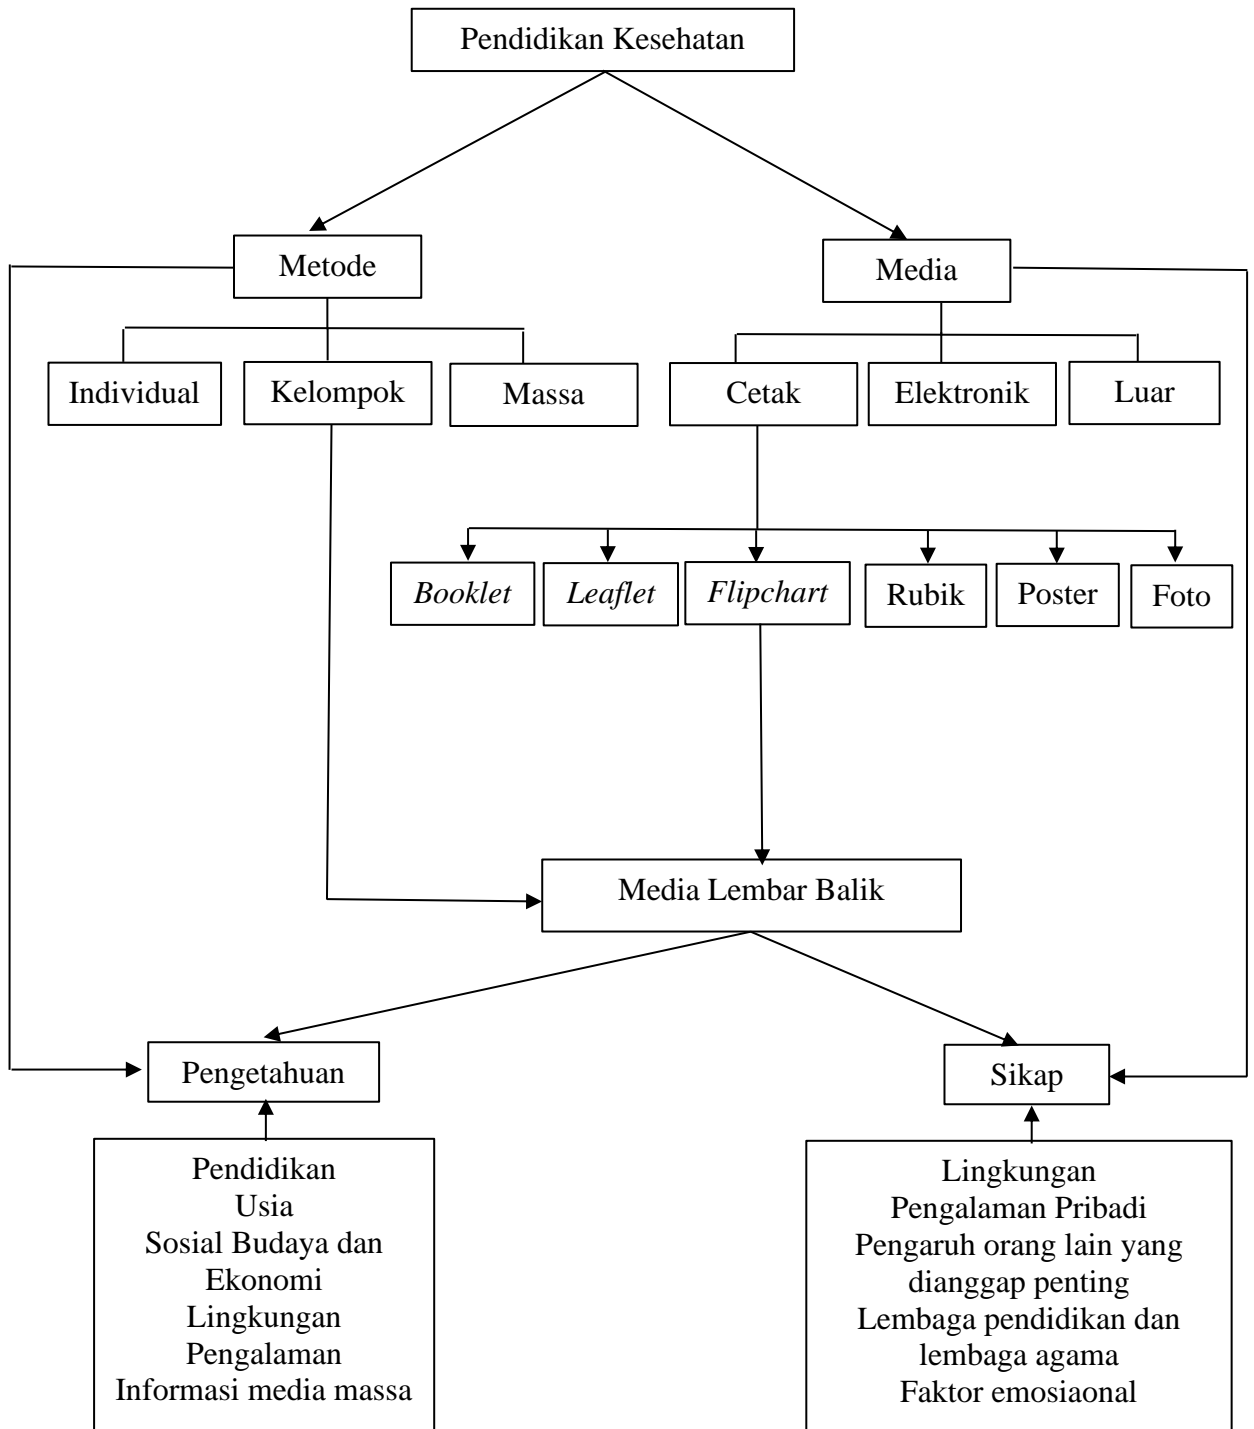 Pendidikan Kesehatan
Metode
Media
Individual
Kelompok
Massa
Cetak
Elektronik
Luar
Booklet
Leaflet
Flipchart
Rubik
Poster
Foto
Media Lembar Balik
Pengetahuan
Sikap
Pendidikan
Usia
Sosial Budaya dan
Ekonomi
Lingkungan
Pengalaman
Informasi media massa
Lingkungan
Pengalaman Pribadi
Pengaruh orang lain yang
dianggap penting
Lembaga pendidikan dan
lembaga agama
Faktor emosiaonal